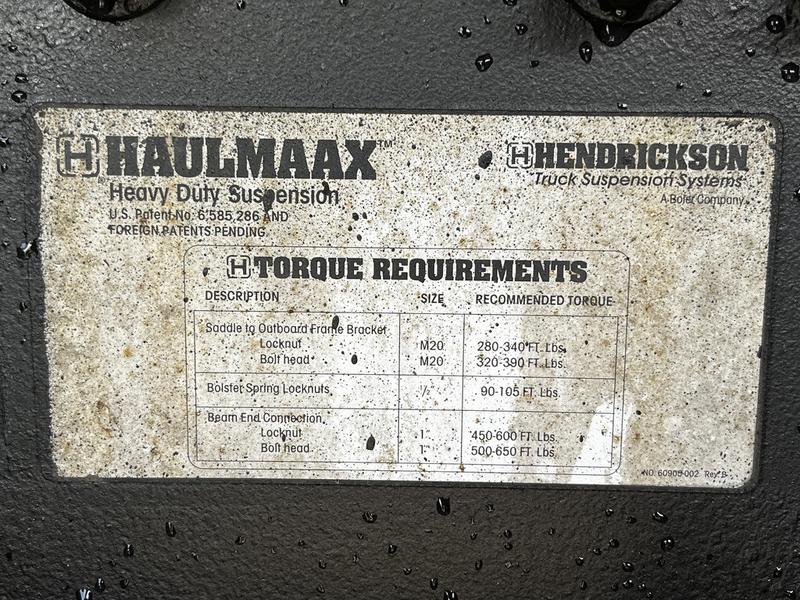 H HAULMAAX™
Heavy Duty Suspension
U.S. Patent No. 6,585,286 AND
FOREIGN PATENTS PENDING.
H HENDRICKSON
Truck Suspension Systems
A Boler Company
H TORQUE REQUIREMENTS
DESCRIPTION SIZE RECOMMENDED TORQUE
Saddle to Outboard Frame Bracket
Locknut M20 280-340 FT. Lbs.
Bolt head M20 320-390 FT. Lbs.
Bolster Spring Locknuts ½" 90-105 FT. Lbs.
Beam End Connection
Locknut 1" 450-600 FT. Lbs.
Bolt head 1" 500-650 FT. Lbs.
NO. 60905-002 Rev B